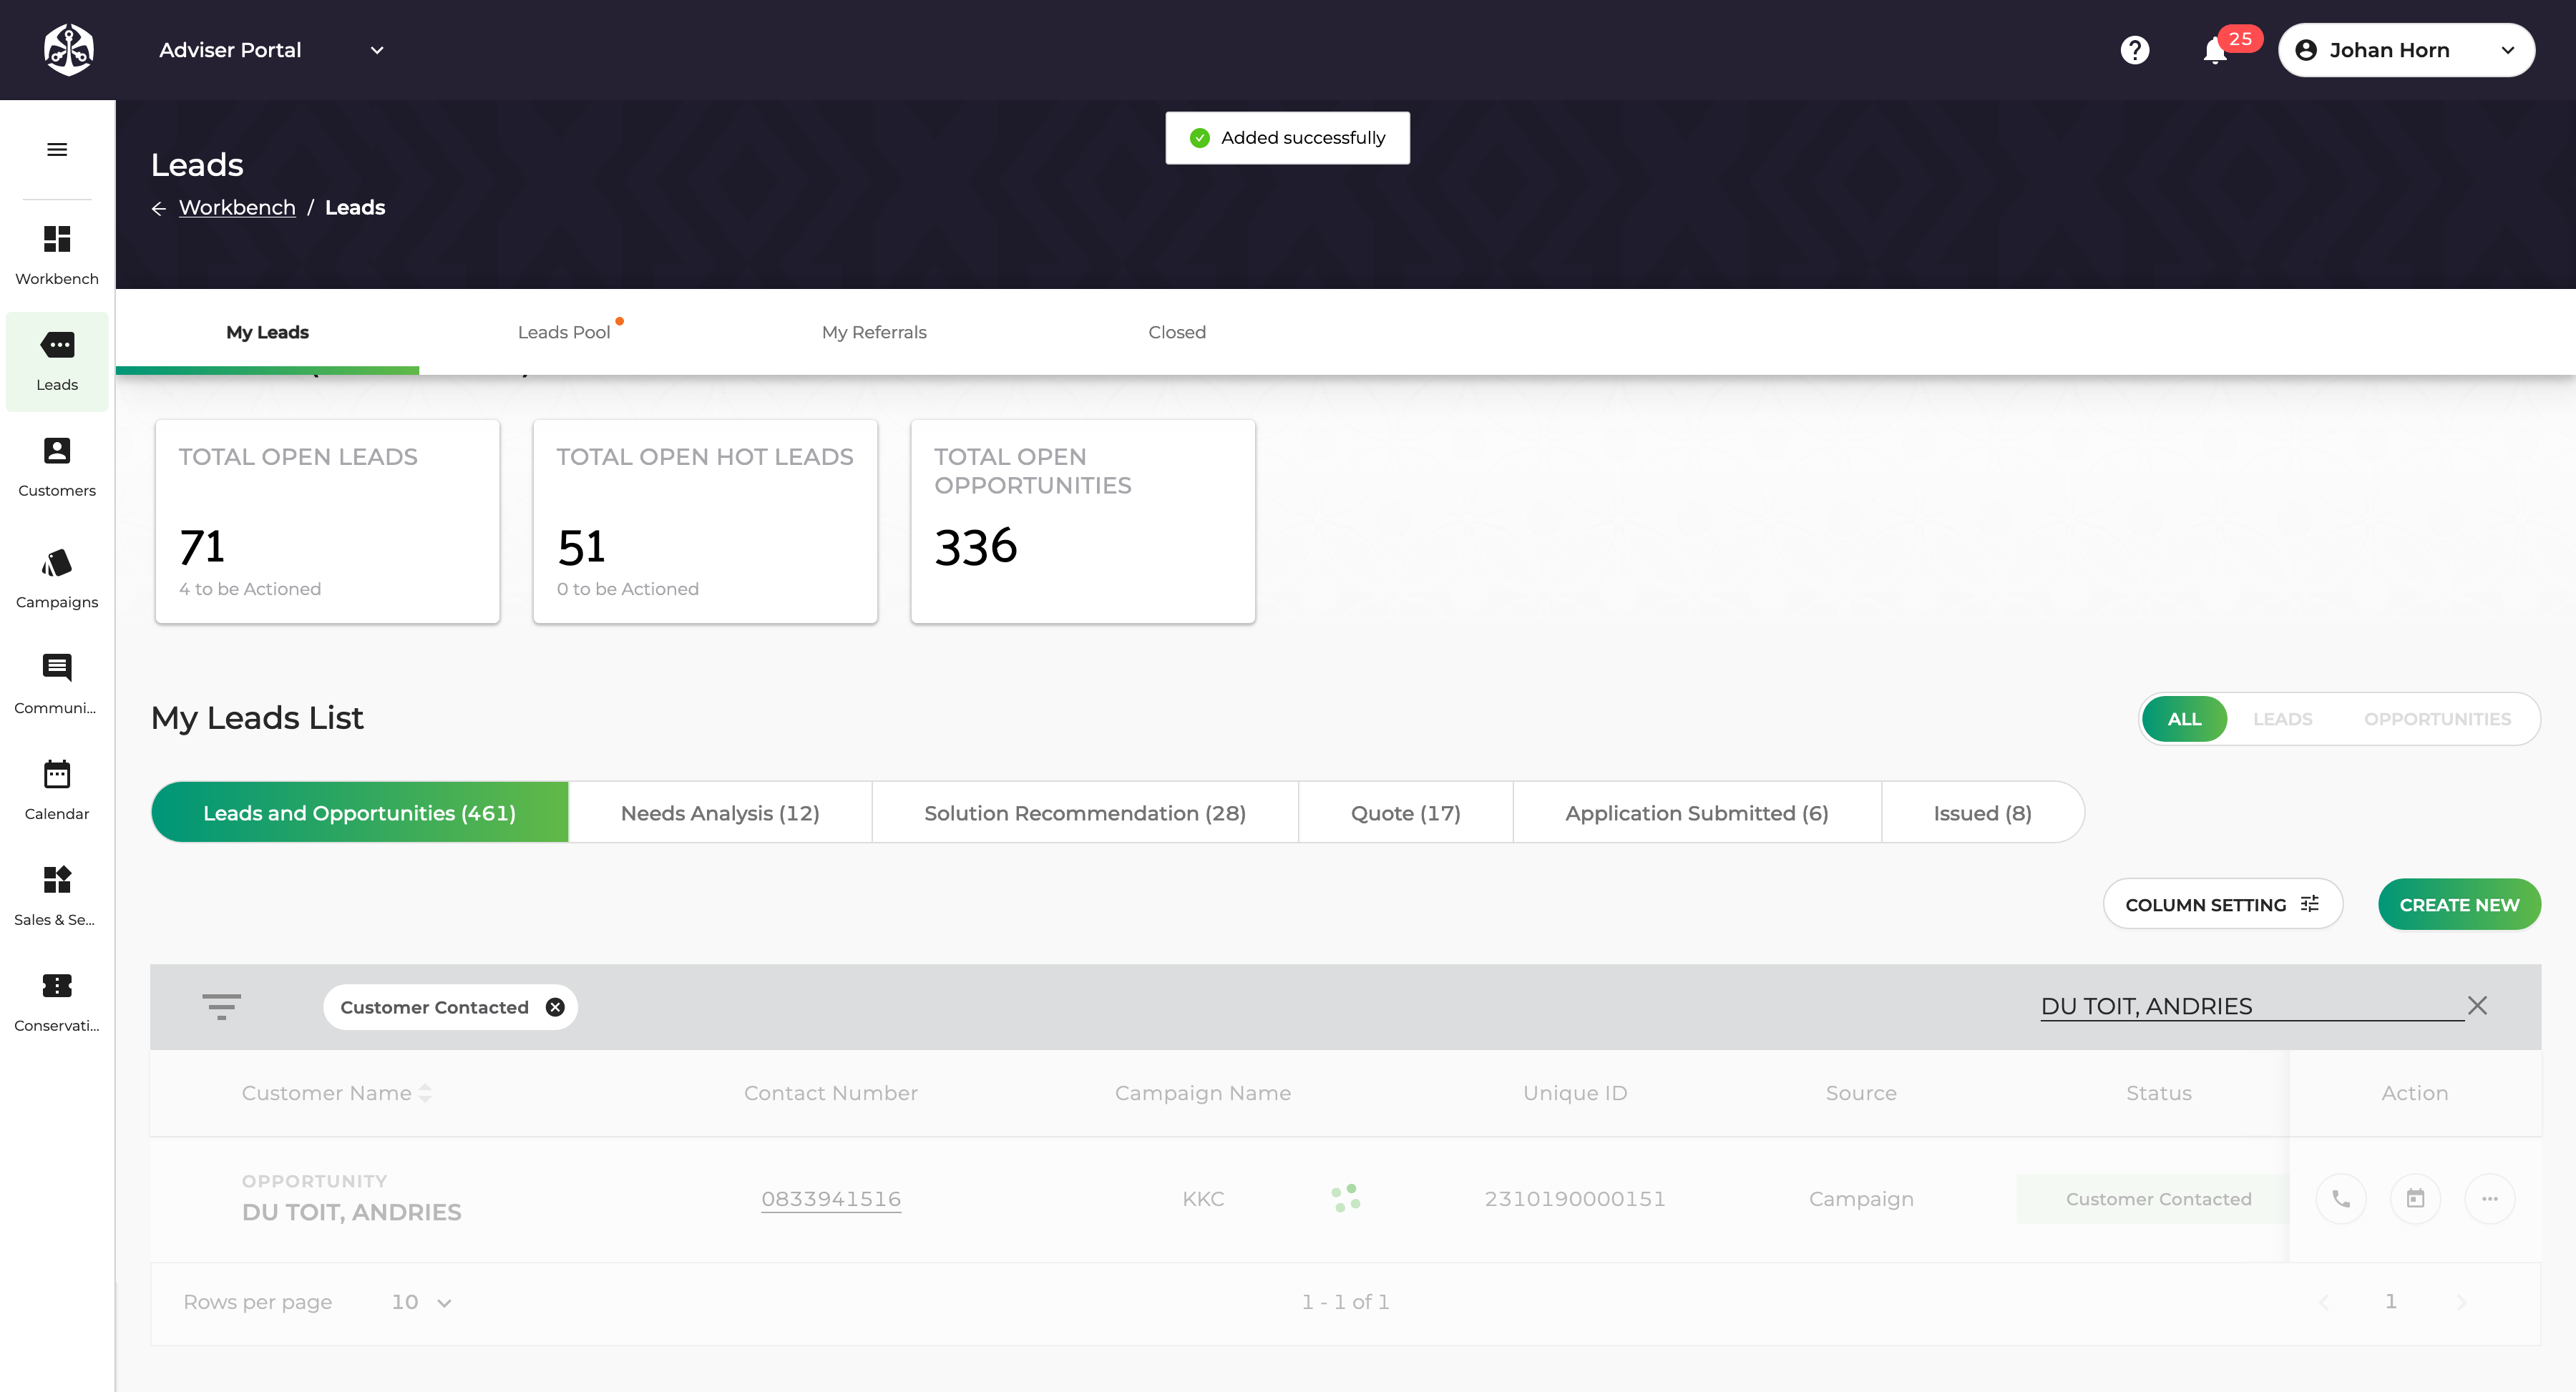 Adviser Portal
25
Johan Horn
Added successfully
Leads
Workbench / Leads
Workbench
Leads
Customers
Campaigns
Communi...
Calendar
Sales & Se...
Conservati...
My Leads
Leads Pool
My Referrals
Closed
TOTAL OPEN LEADS
71
4 to be Actioned
TOTAL OPEN HOT LEADS
51
0 to be Actioned
TOTAL OPEN
OPPORTUNITIES
336
My Leads List
ALL LEADS OPPORTUNITIES
Leads and Opportunities (461) Needs Analysis (12) Solution Recommendation (28) Quote (17) Application Submitted (6) Issued (8)
COLUMN SETTING CREATE NEW
Customer Contacted DU TOIT, ANDRIES
Customer Name Contact Number Campaign Name Unique ID Source Status Action
OPPORTUNITY
DU TOIT, ANDRIES 0833941516 KKC 2310190000151 Campaign Customer Contacted
Rows per page 10 1 - 1 of 1 1